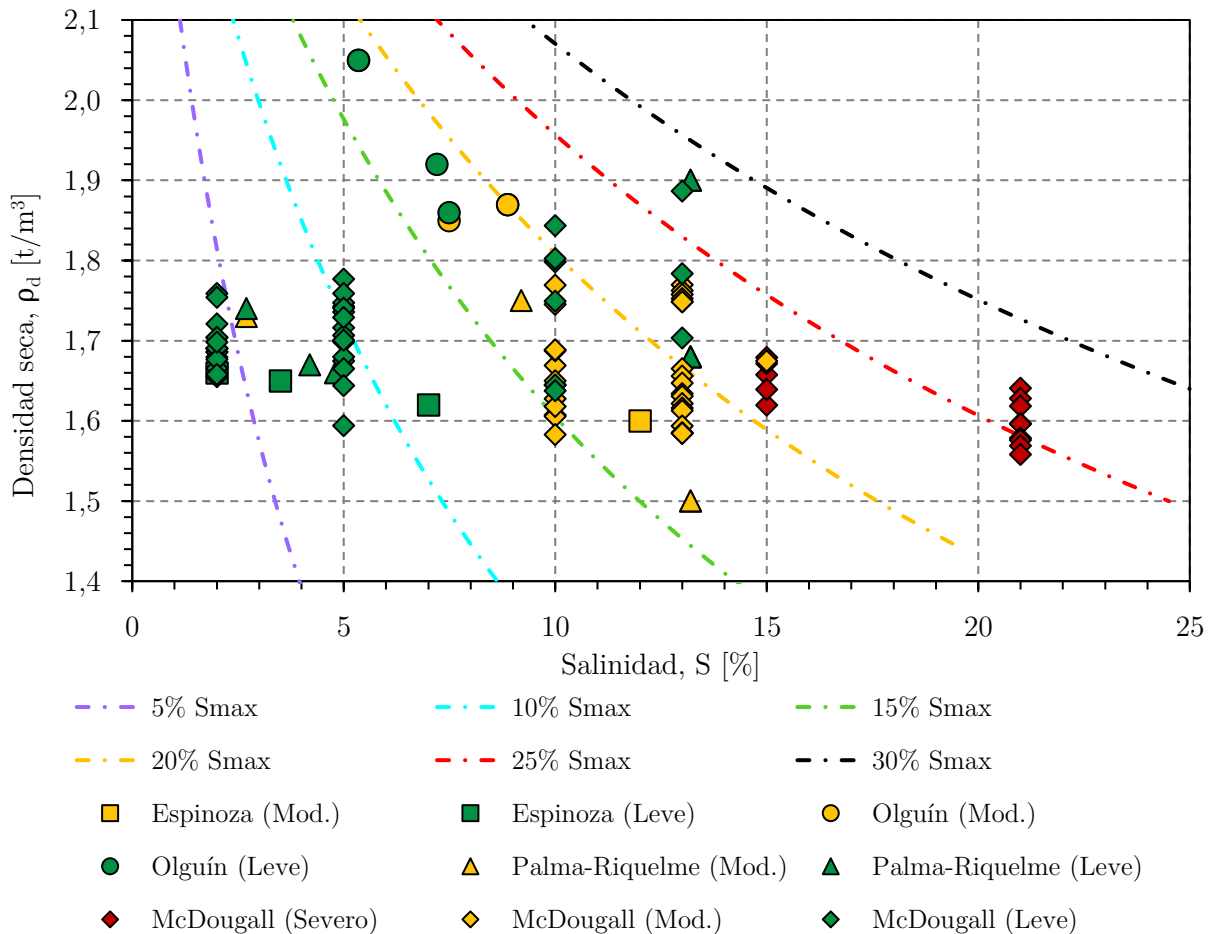 2,1
2,0
1,9
1,8
1,7
1,6
1,5
1,4
Densidad seca, ρd [t/m³]
0 5 10 15 20 25
Salinidad, S [%]
5% Smax 10% Smax 15% Smax
20% Smax 25% Smax 30% Smax
Espinoza (Mod.) Espinoza (Leve) Olguín (Mod.)
Olguín (Leve) Palma-Riquelme (Mod.) Palma-Riquelme (Leve)
McDougall (Severo) McDougall (Mod.) McDougall (Leve)